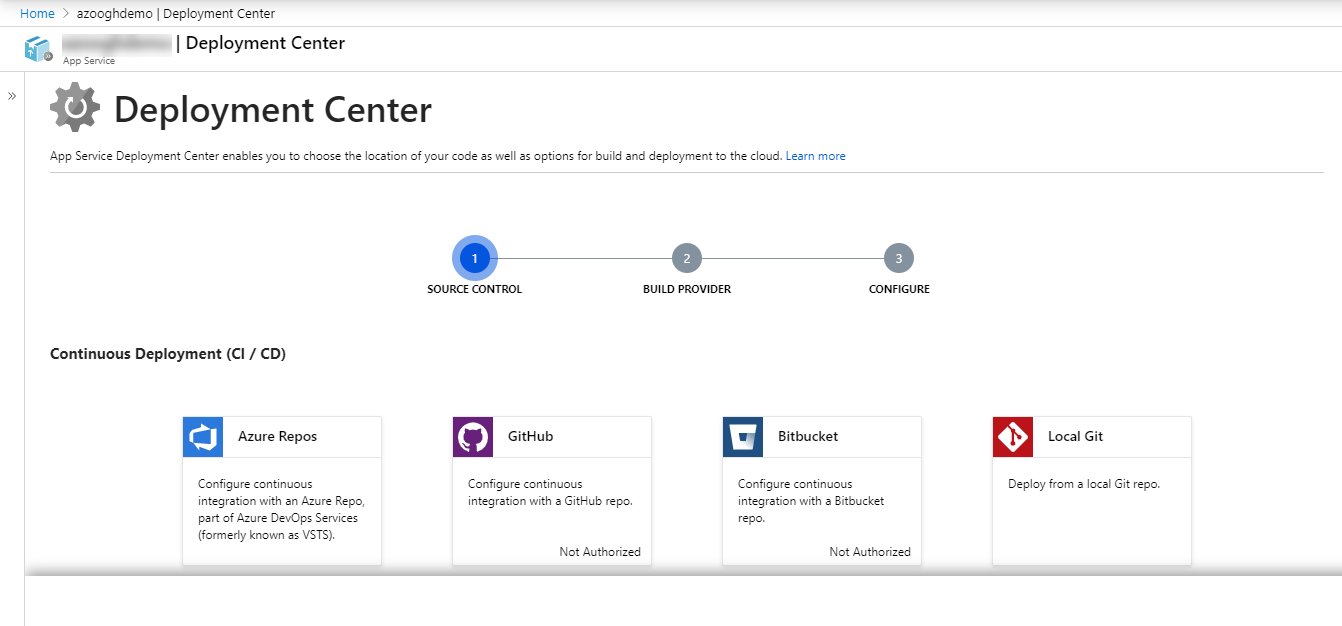 Home > azooghdemo | Deployment Center
| Deployment Center
App Service
»
Deployment Center
App Service Deployment Center enables you to choose the location of your code as well as options for build and deployment to the cloud. Learn more
1 2 3
SOURCE CONTROL BUILD PROVIDER CONFIGURE
Continuous Deployment (CI / CD)
Azure Repos
Configure continuous
integration with an Azure Repo,
part of Azure DevOps Services
(formerly known as VSTS).
GitHub
Configure continuous
integration with a GitHub repo.
Not Authorized
Bitbucket
Configure continuous
integration with a Bitbucket
repo.
Not Authorized
Local Git
Deploy from a local Git repo.